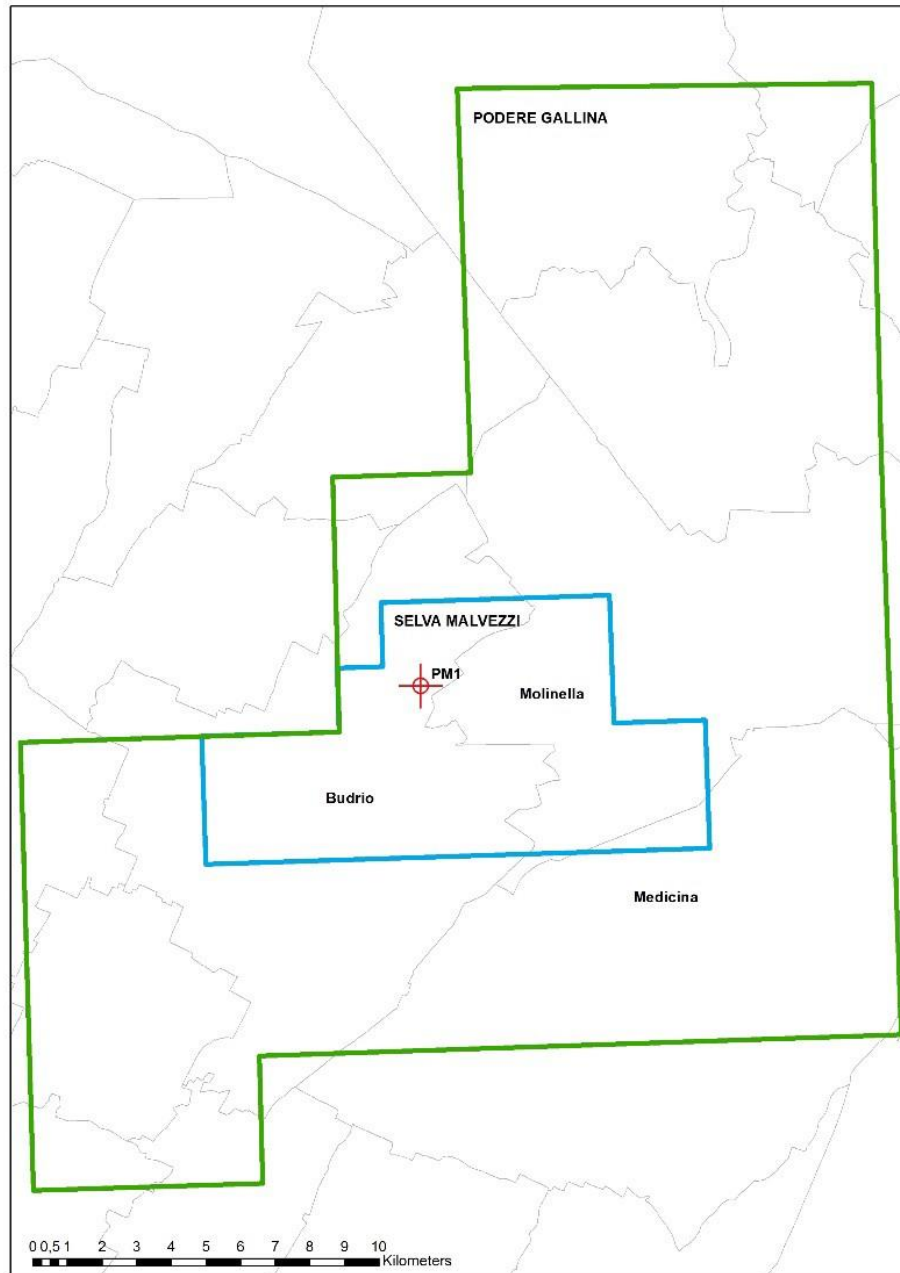 PODERE GALLINA
SELVA MALVEZZI
PM1
Molinella
Budrio
Medicina
0 0,5 1 2 3 4 5 6 7 8 9 10
Kilometers